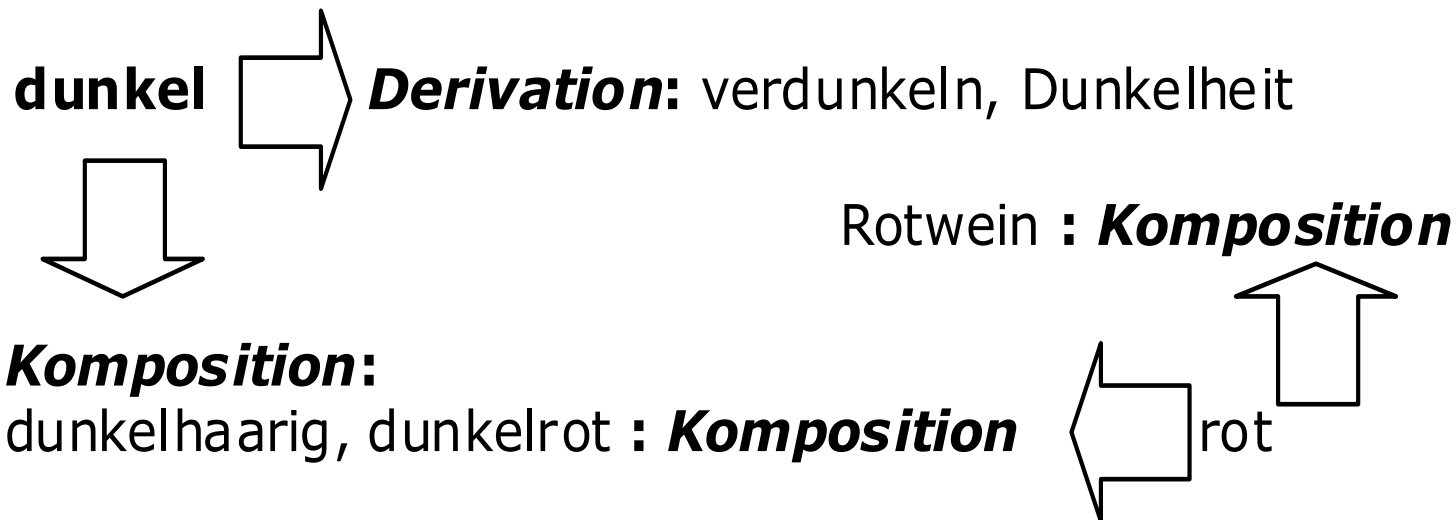 dunkel Derivation: verdunkeln, Dunkelheit
Rotwein : Komposition
Komposition:
dunkelhaarig, dunkelrot : Komposition rot